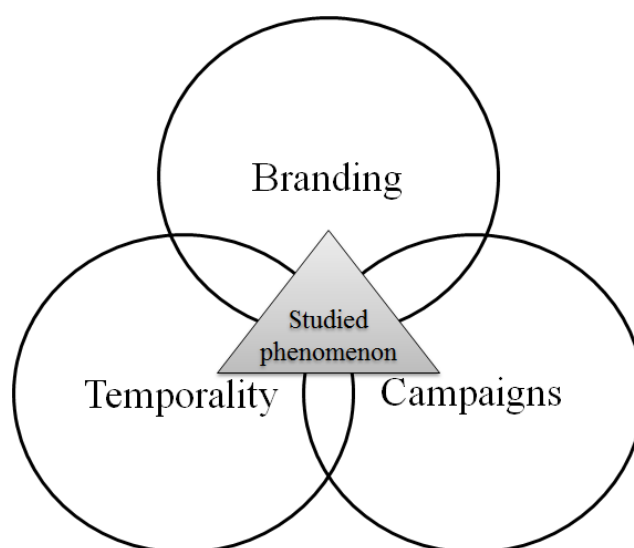 Branding
Studied
phenomenon
Temporality
Campaigns